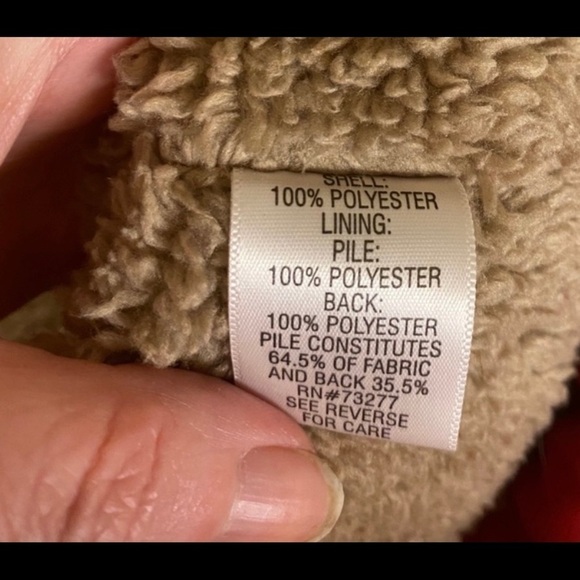 SHELL:
100% POLYESTER
LINING:
PILE:
100% POLYESTER
BACK:
100% POLYESTER
PILE CONSTITUTES
64.5% OF FABRIC
AND BACK 35.5%
RN#73277
SEE REVERSE
FOR CARE